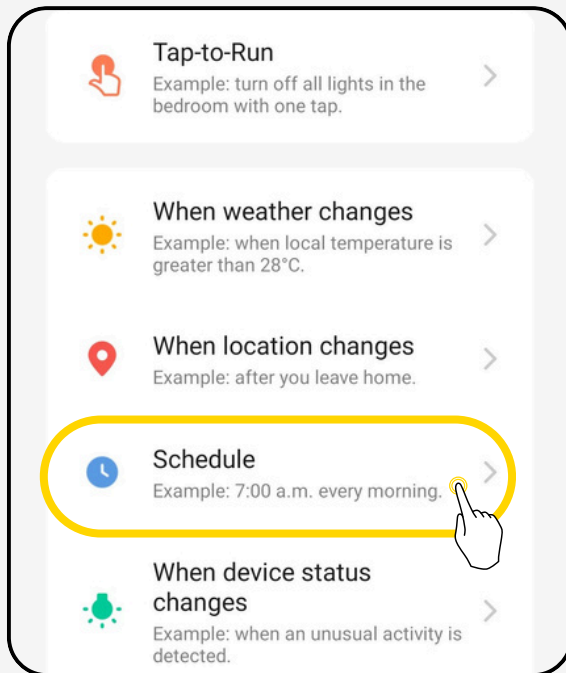 Tap-to-Run
Example: turn off all lights in the
bedroom with one tap.
When weather changes
Example: when local temperature is
greater than 28°C.
When location changes
Example: after you leave home.
Schedule
Example: 7:00 a.m. every morning.
When device status
changes
Example: when an unusual activity is
detected.